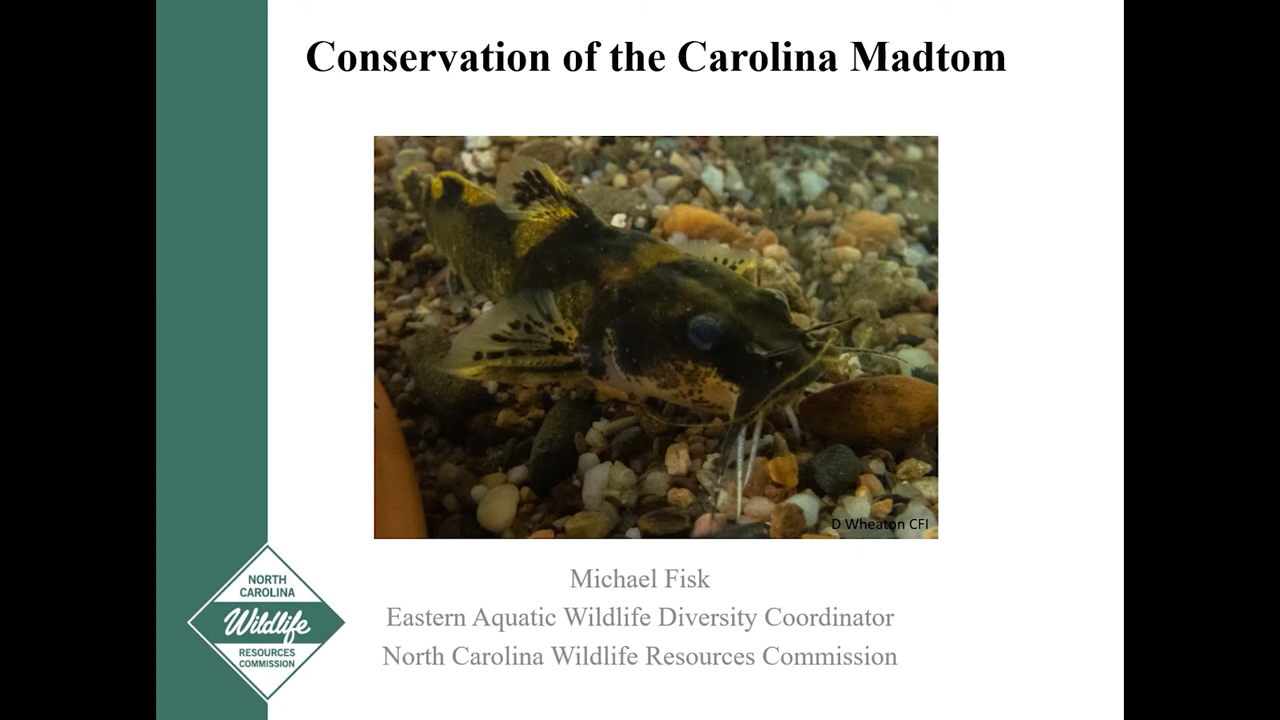 Conservation of the Carolina Madtom
D Wheaton CFI
Michael Fisk
Eastern Aquatic Wildlife Diversity Coordinator
North Carolina Wildlife Resources Commission
NORTH
CAROLINA
Wildlife
RESOURCES
COMMISSION